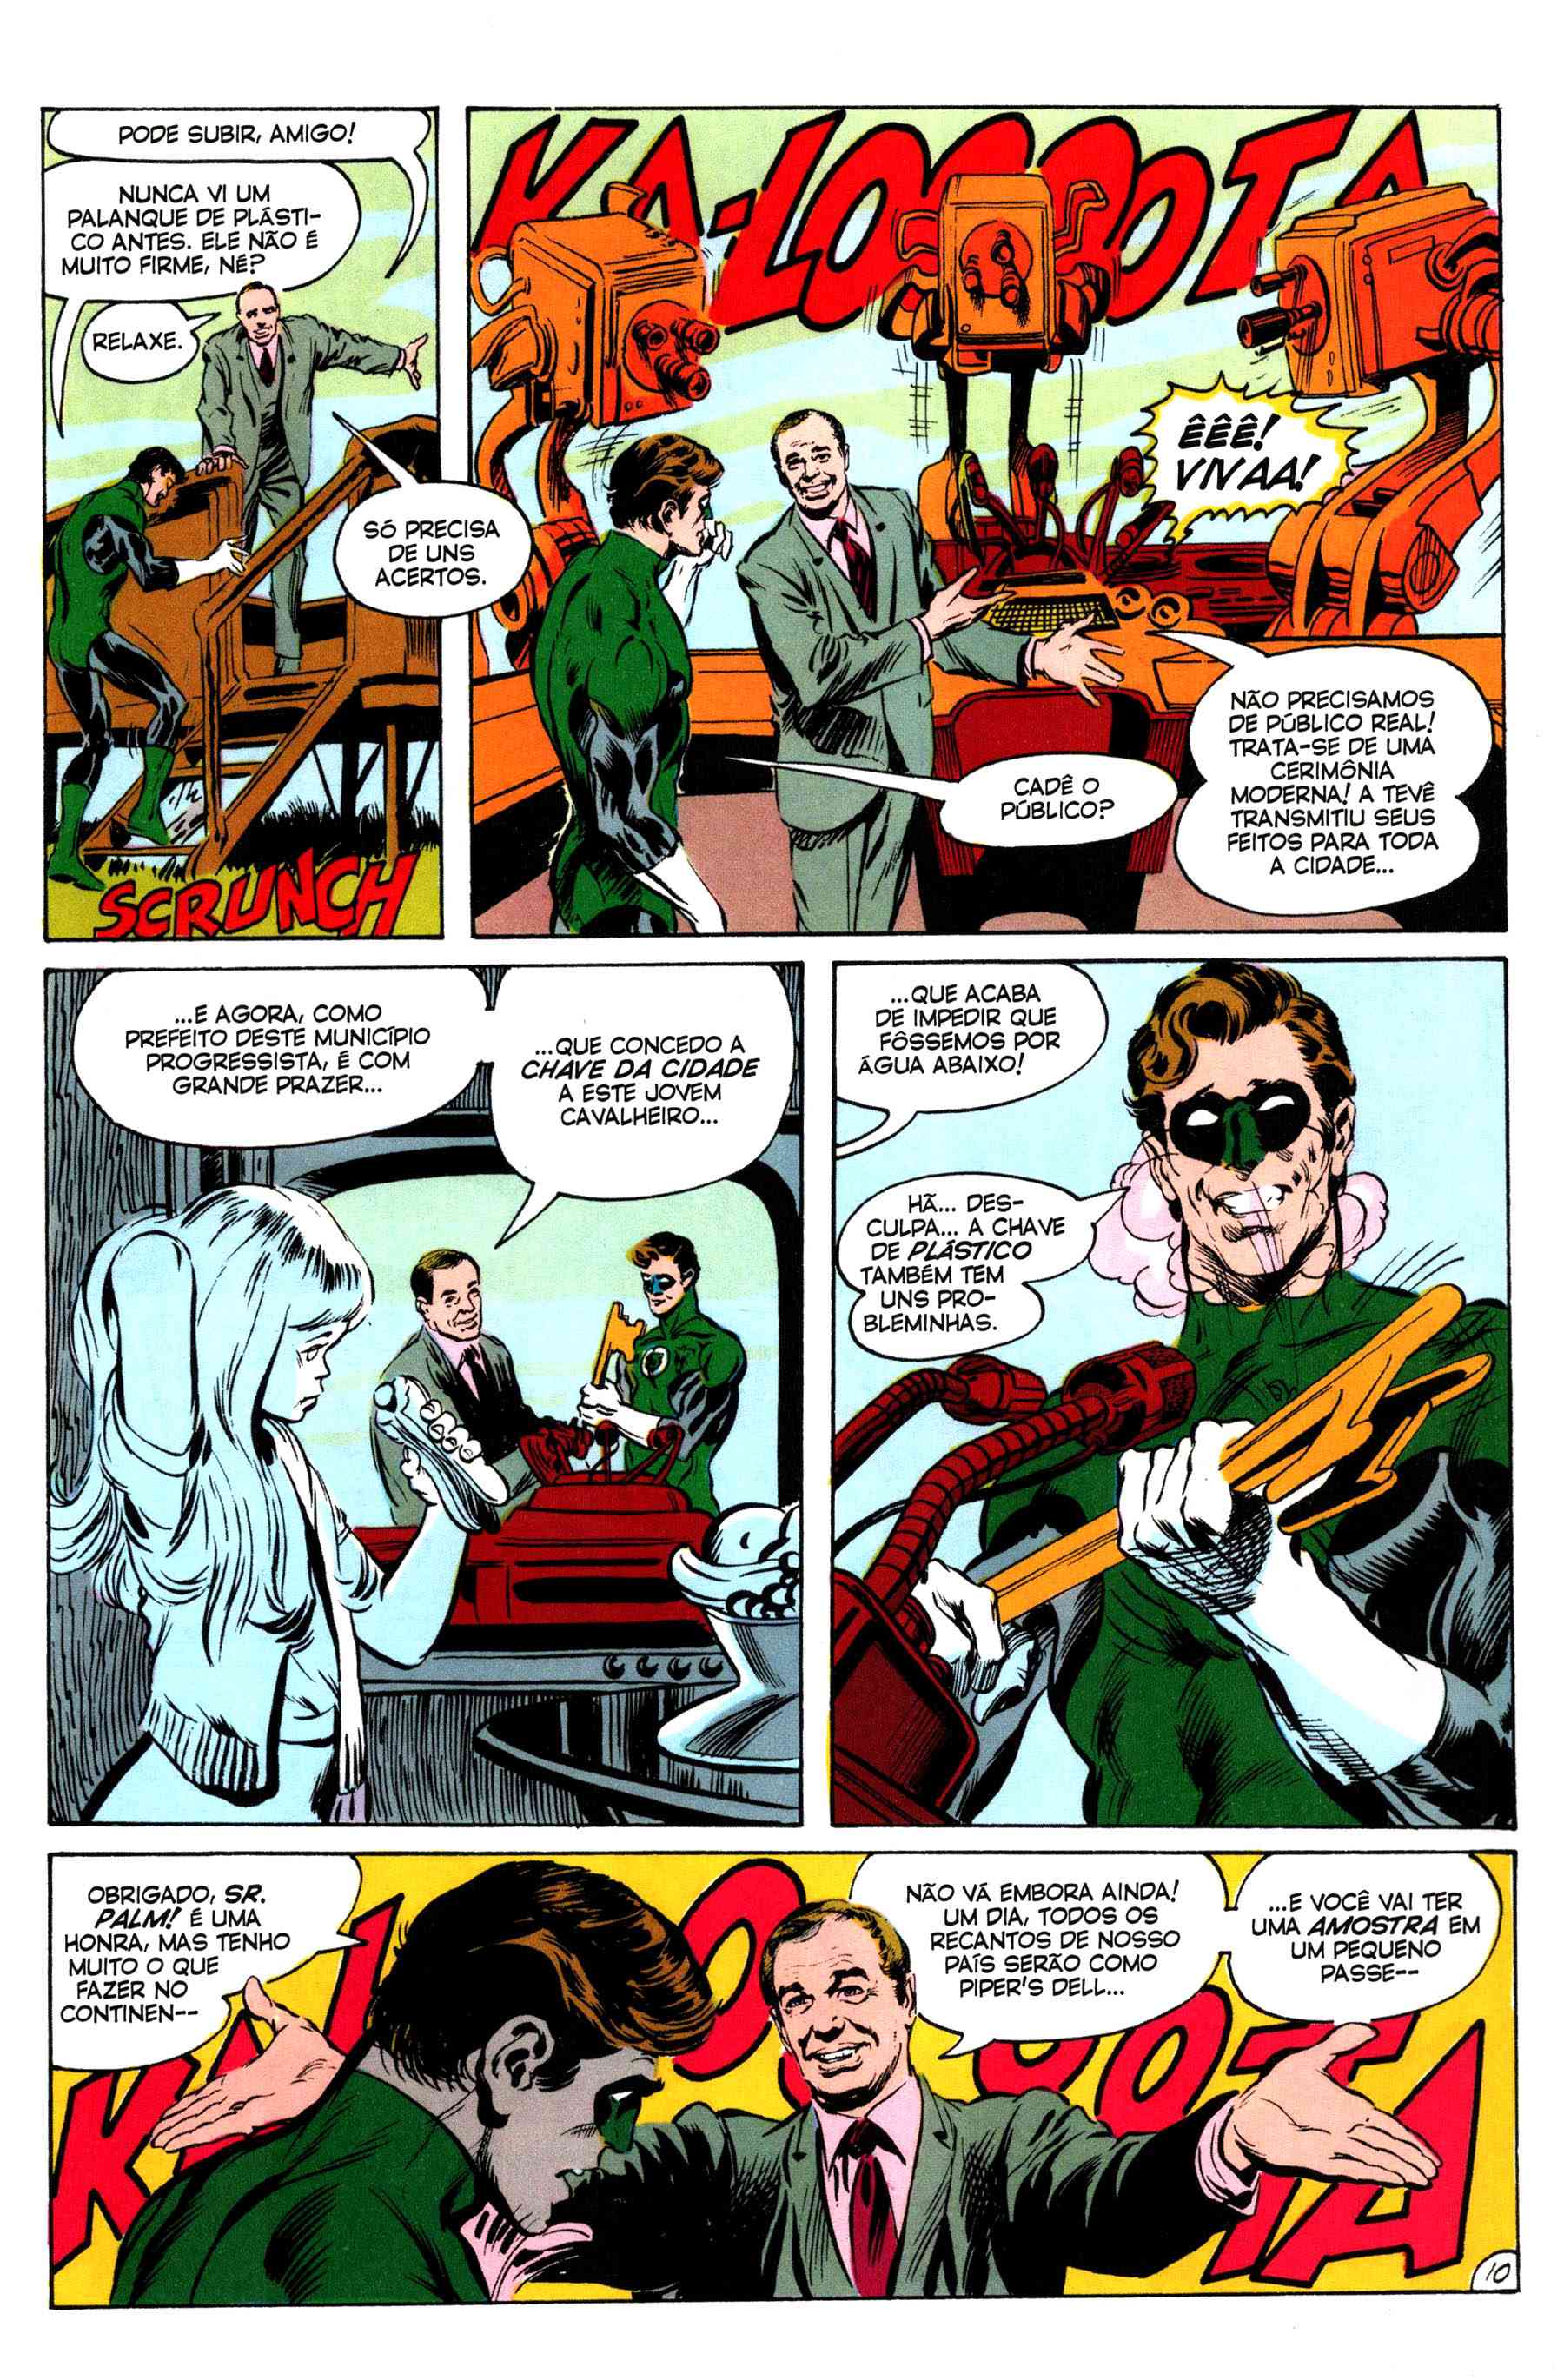 PODE SUBIR, AMIGO!
NUNCA VI UM
PALANQUE DE PLÁSTI-
CO ANTES. ELE NÃO É
MUITO FIRME, NÉ?
RELAXE.
SÓ PRECISA
DE UNS
ACERTOS.
SCRUNCH
ÊÊÊ!
VIVAA!
CADÊ O
PÚBLICO?
NÃO PRECISAMOS
DE PÚBLICO REAL!
TRATA-SE DE UMA
CERIMÔNIA
MODERNA! A TEVÊ
TRANSMITIU SEUS
FEITOS PARA TODA
A CIDADE...
...E AGORA, COMO
PREFEITO DESTE MUNICÍPIO
PROGRESSISTA, É COM
GRANDE PRAZER...
...QUE CONCEDO A
CHAVE DA CIDADE
A ESTE JOVEM
CAVALHEIRO...
...QUE ACABA
DE IMPEDIR QUE
FÔSSEMOS POR
ÁGUA ABAIXO!
HÃ... DES-
CULPA... A CHAVE
DE PLÁSTICO
TAMBÉM TEM
UNS PRO-
BLEMINHAS.
OBRIGADO, SR.
PALM! É UMA
HONRA, MAS TENHO
MUITO O QUE
FAZER NO
CONTINEN--
NÃO VÁ EMBORA AINDA!
UM DIA, TODOS OS
RECANTOS DE NOSSO
PAÍS SERÃO COMO
PIPER'S DELL...
...E VOCÊ VAI TER
UMA AMOSTRA EM
UM PEQUENO
PASSE--
10